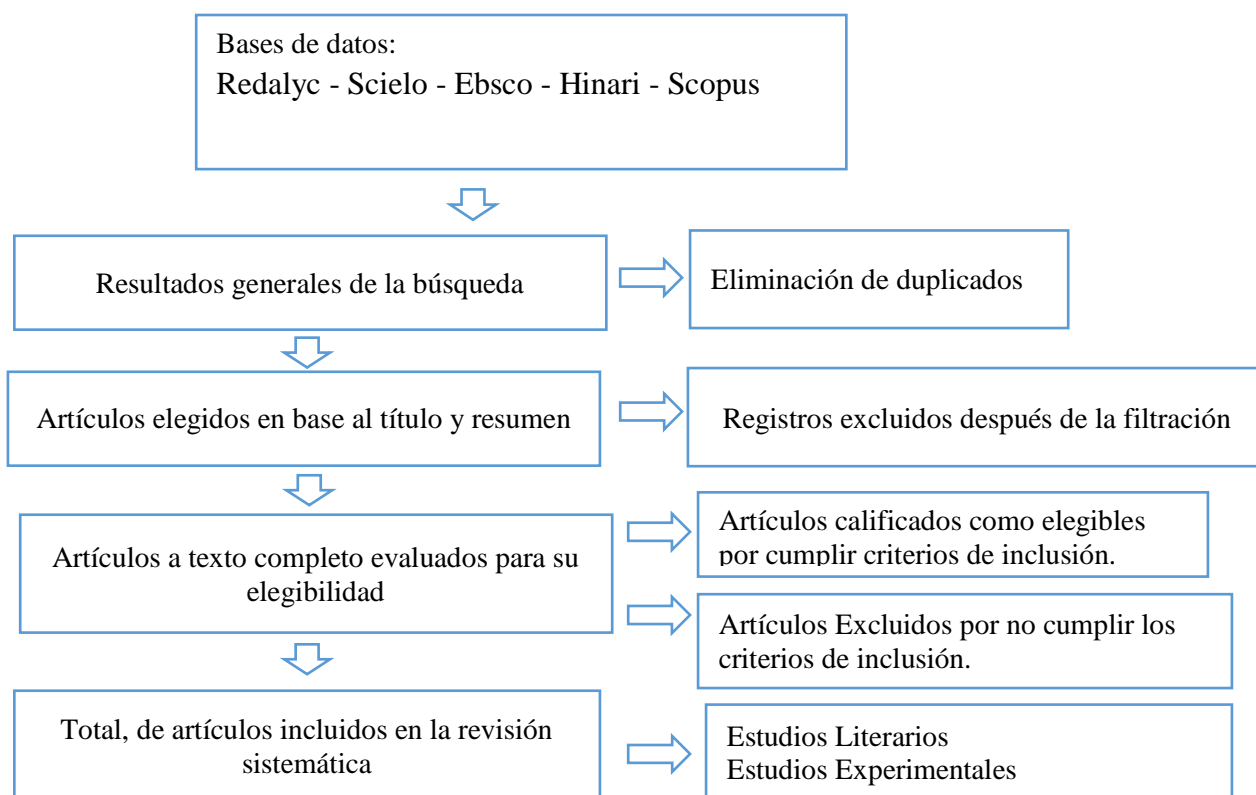 Bases de datos:
Redalyc - Scielo - Ebsco - Hinari - Scopus
Resultados generales de la búsqueda
Eliminación de duplicados
Artículos elegidos en base al título y resumen
Registros excluidos después de la filtración
Artículos a texto completo evaluados para su
elegibilidad
Artículos calificados como elegibles
por cumplir criterios de inclusión.
Artículos Excluidos por no cumplir los
criterios de inclusión.
Total, de artículos incluidos en la revisión
sistemática
Estudios Literarios
Estudios Experimentales